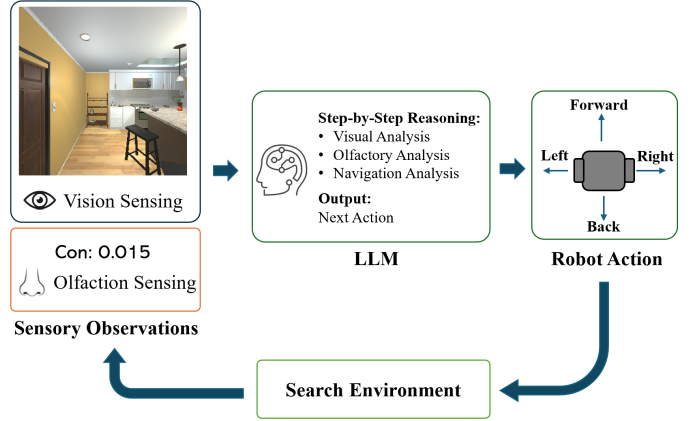 Vision Sensing
Con: 0.015
Olfaction Sensing
Sensory Observations
Step-by-Step Reasoning:
• Visual Analysis
• Olfactory Analysis
• Navigation Analysis
Output:
Next Action
LLM
Forward
Left
Right
Back
Robot Action
Search Environment